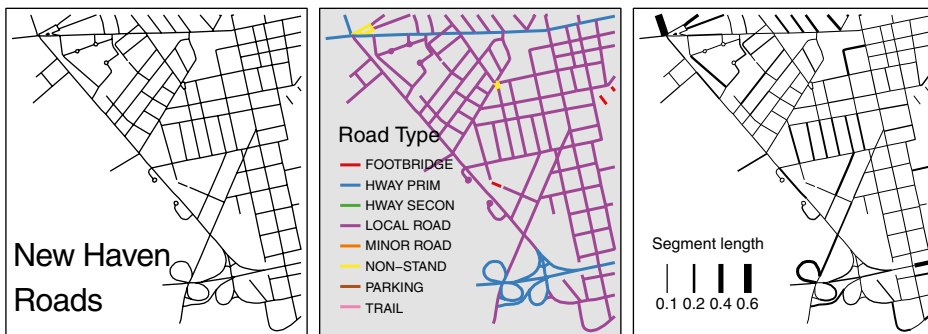 New Haven
Roads
Road Type
FOOTBRIDGE
HWAY PRIM
HWAY SECON
LOCAL ROAD
MINOR ROAD
NON−STAND
PARKING
TRAIL
Segment length
0.1 0.2 0.4 0.6